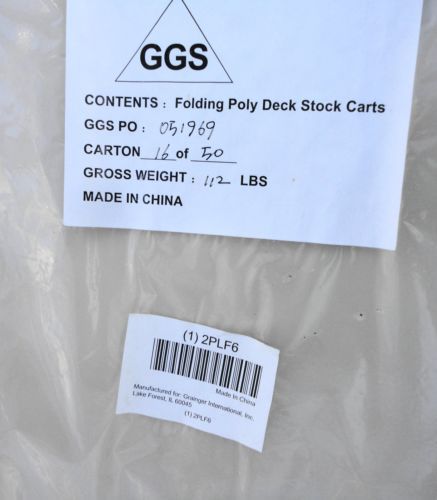 GGS
CONTENTS : Folding Poly Deck Stock Carts
GGS PO : 051969
CARTON 16 of 50
GROSS WEIGHT : 112 LBS
MADE IN CHINA
(1) 2PLF6
Made In China
Manufactured for: Grainger International, Inc.
Lake Forest, IL 60045
(1) 2PLF6